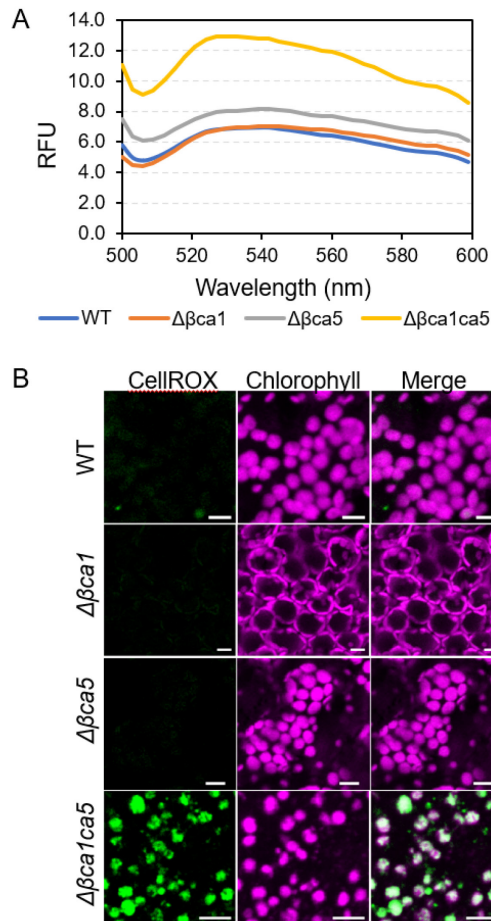 A
14.0
12.0
10.0
8.0
6.0
4.0
2.0
0.0
RFU
500 520 540 560 580 600
Wavelength (nm)
WT Δβca1 Δβca5 Δβca1ca5
B
CellROX Chlorophyll Merge
WT
Δβca1
Δβca5
Δβca1ca5